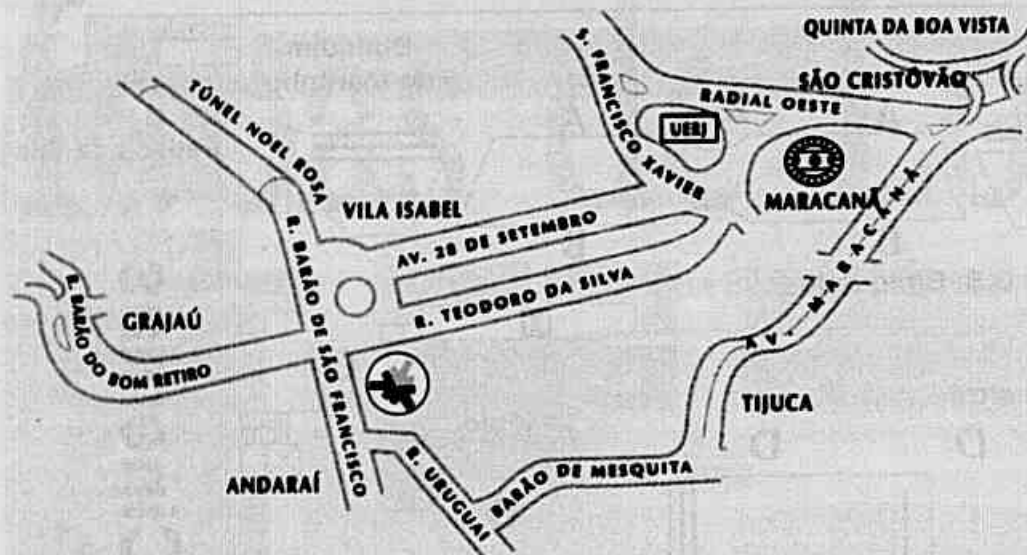 QUINTA DA BOA VISTA
S. FRANCISCO XAVIER
SÃO CRISTÓVÃO
RADIAL OESTE
UERJ
TÚNEL NOEL ROSA
MARACANÃ
VILA ISABEL
AV. 28 DE SETEMBRO
AV. MARACANÃ
R. BARÃO DE SÃO FRANCISCO
R. TEODORO DA SILVA
R. BARÃO DO BOM RETIRO
GRAJAÚ
TIJUCA
ANDARAÍ
R. URUGUAI
BARÃO DE MESQUITA